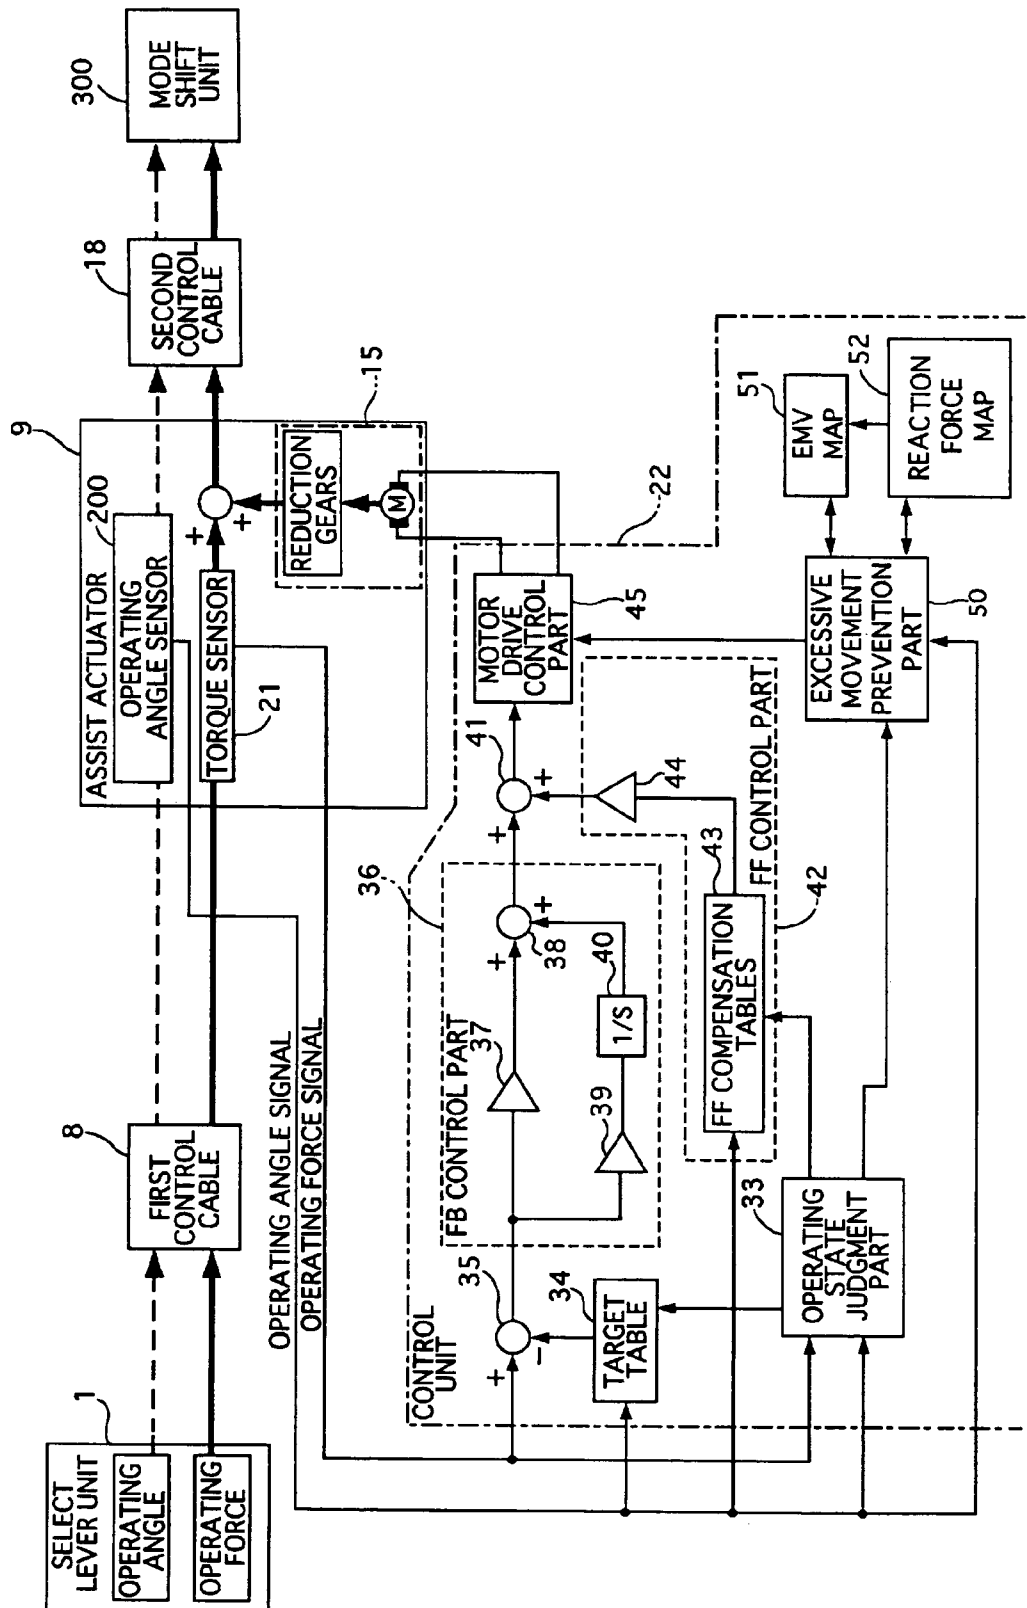 SELECT
LEVER UNIT
1
OPERATING
ANGLE
OPERATING
FORCE
8
FIRST
CONTROL
CABLE
9
ASSIST ACTUATOR
200
OPERATING
ANGLE SENSOR
TORQUE SENSOR
21
+
+
REDUCTION
GEARS
M
15
18
SECOND
CONTROL
CABLE
300
MODE
SHIFT
UNIT
OPERATING ANGLE SIGNAL
OPERATING FORCE SIGNAL
CONTROL
UNIT
22
35
+
-
34
TARGET
TABLE
36
FB CONTROL PART
37
+
+
38
39
40
1/S
41
+
+
MOTOR
DRIVE
CONTROL
PART
45
44
FF CONTROL PART
42
43
FF COMPENSATION
TABLES
33
OPERATING
STATE
JUDGMENT
PART
EXCESSIVE
MOVEMENT
PREVENTION
PART
50
51
EMV
MAP
52
REACTION
FORCE
MAP